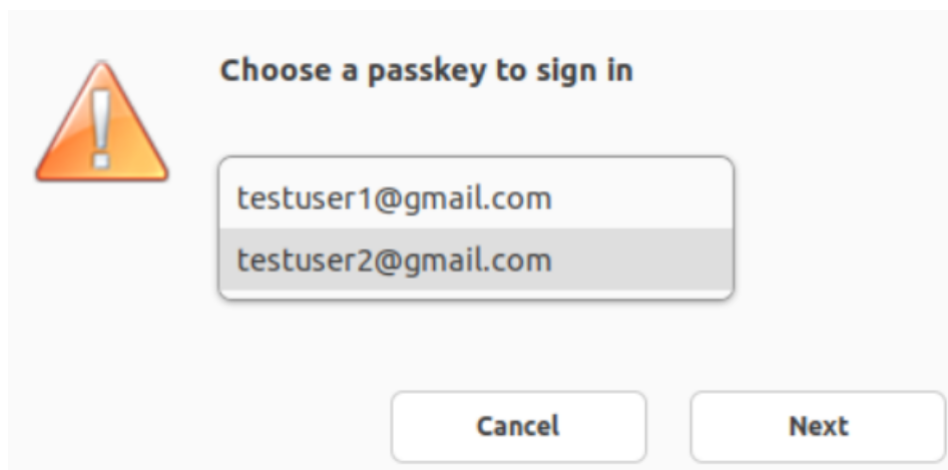 Choose a passkey to sign in
testuser1@gmail.com
testuser2@gmail.com
Cancel
Next